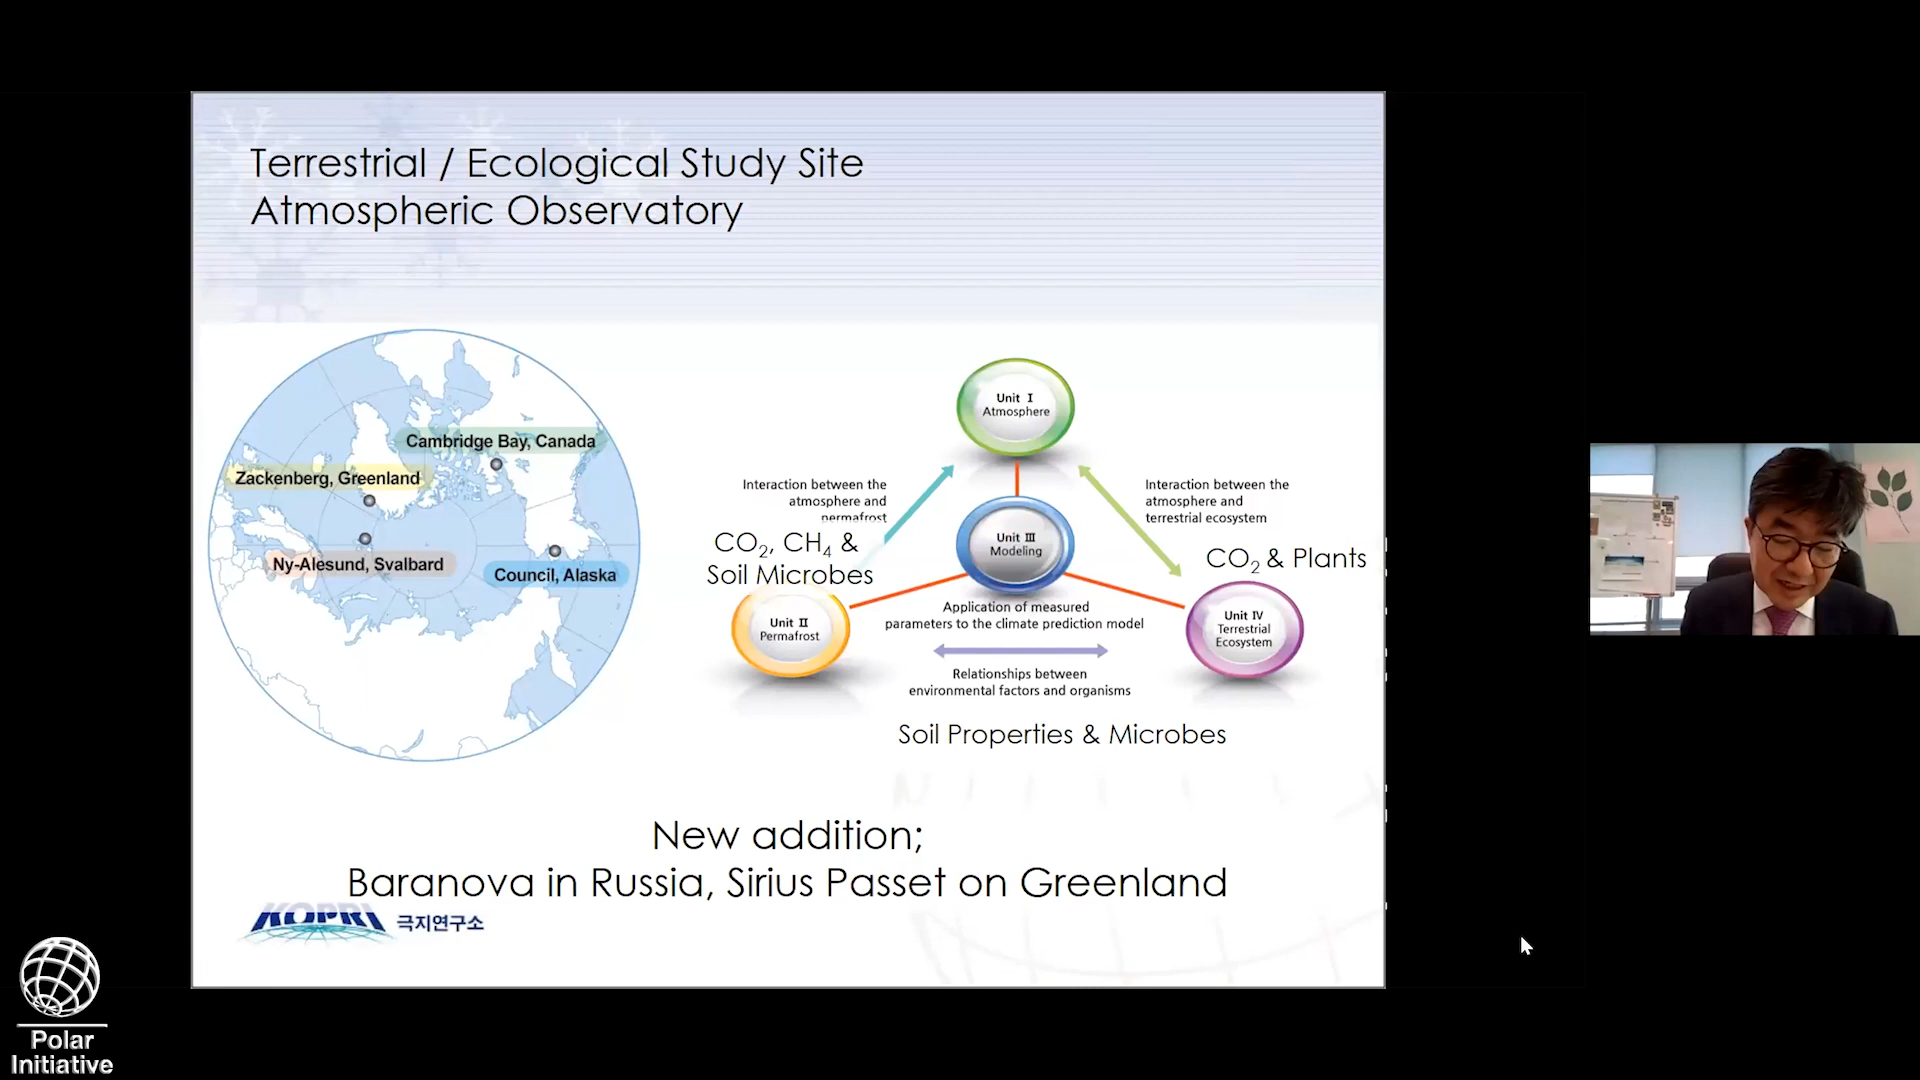 Terrestrial / Ecological Study Site
Atmospheric Observatory
Cambridge Bay, Canada
Zackenberg, Greenland
Ny-Alesund, Svalbard
Council, Alaska
Unit Ⅰ
Atmosphere
Interaction between the
atmosphere and
permafrost
Interaction between the
atmosphere and
terrestrial ecosystem
CO₂, CH₄ &
Soil Microbes
Unit Ⅲ
Modeling
CO₂ & Plants
Unit Ⅱ
Permafrost
Application of measured
parameters to the climate prediction model
Unit Ⅳ
Terrestrial
Ecosystem
Relationships between
environmental factors and organisms
Soil Properties & Microbes
New addition;
Baranova in Russia, Sirius Passet on Greenland
KOPRI 극지연구소
Polar
Initiative